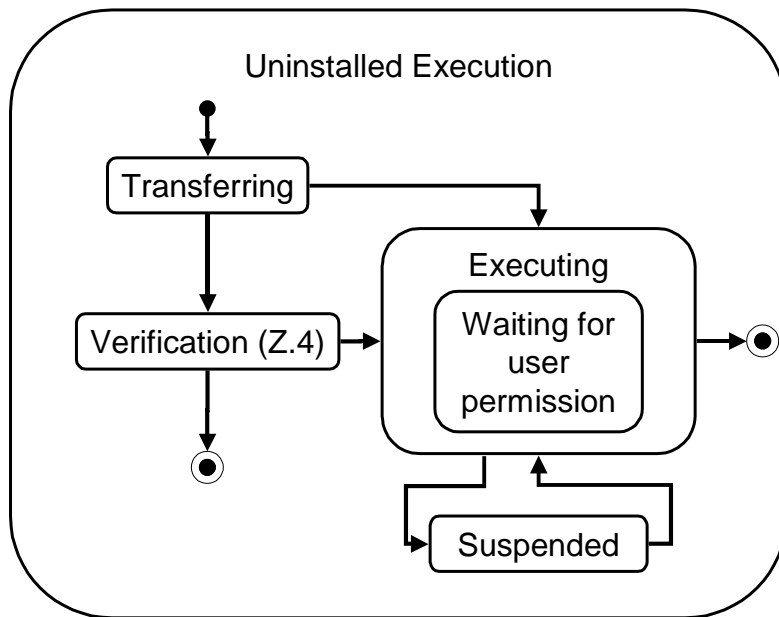 Uninstalled Execution
Transferring
Executing
Verification (Z.4)
Waiting for
user
permission
Suspended